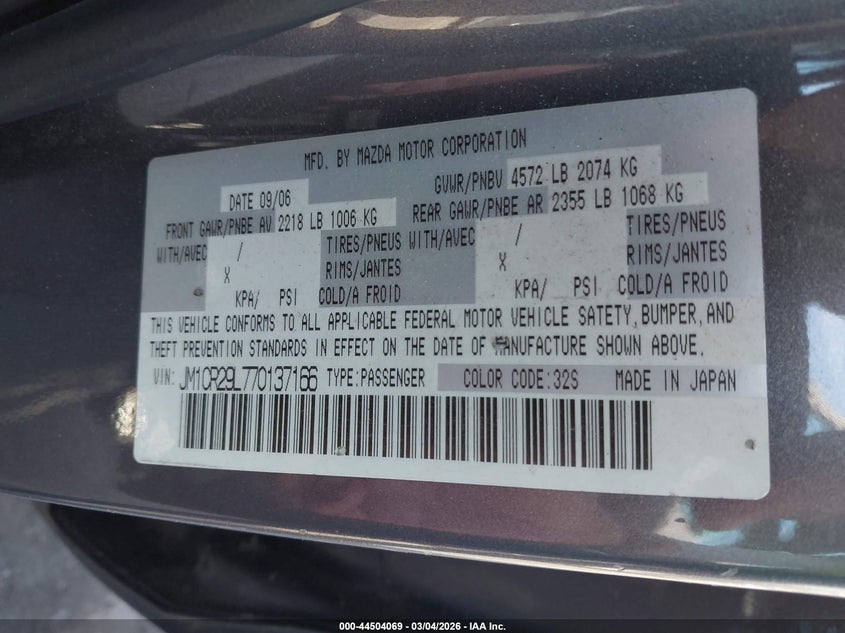 MFD. BY MAZDA MOTOR CORPORATION
DATE 09/06 GVWR/PNBV 4572 LB 2074 KG
FRONT GAWR/PNBE AV 2218 LB 1006 KG REAR GAWR/PNBE AR 2355 LB 1068 KG
WITH/AVEC / TIRES/PNEUS WITH/AVEC / TIRES/PNEUS
X RIMS/JANTES X RIMS/JANTES
KPA/ PSI COLD/A FROID KPA/ PSI COLD/A FROID
THIS VEHICLE CONFORMS TO ALL APPLICABLE FEDERAL MOTOR VEHICLE SAFETY, BUMPER, AND
THEFT PREVENTION STANDARDS IN EFFECT ON THE DATE OF MANUFACTURE SHOWN ABOVE.
VIN: JM1CR29L770137166 TYPE:PASSENGER COLOR CODE:32S MADE IN JAPAN
000-44504069 - 03/04/2026 - IAA Inc.